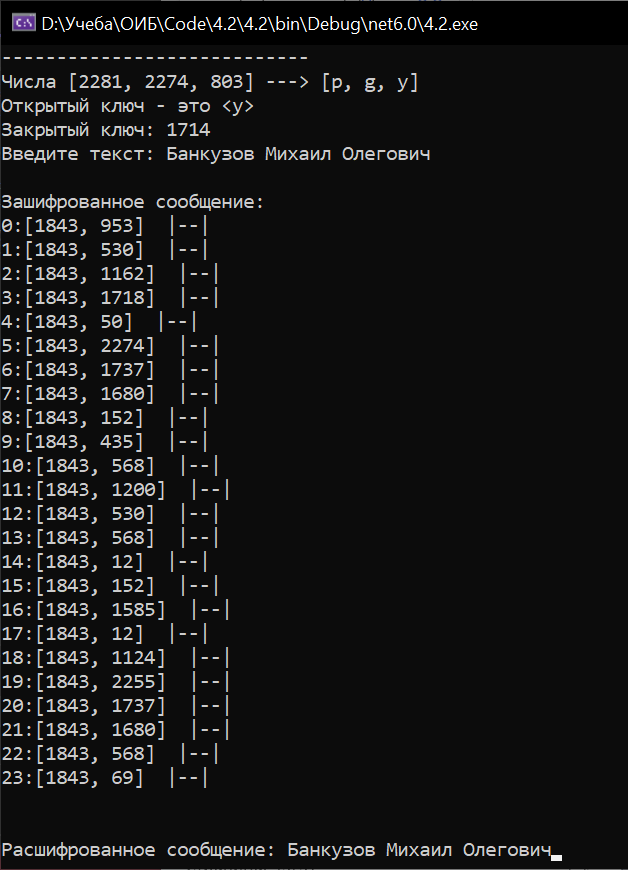 D:\Учеба\ОИБ\Code\4.2\4.2\bin\Debug\net6.0\4.2.exe
----------------------------
Числа [2281, 2274, 803] ---> [p, g, y]
Открытый ключ - это <y>
Закрытый ключ: 1714
Введите текст: Банкузов Михаил Олегович
Зашифрованное сообщение:
0:[1843, 953]  |--|
1:[1843, 530]  |--|
2:[1843, 1162]  |--|
3:[1843, 1718]  |--|
4:[1843, 50]  |--|
5:[1843, 2274]  |--|
6:[1843, 1737]  |--|
7:[1843, 1680]  |--|
8:[1843, 152]  |--|
9:[1843, 435]  |--|
10:[1843, 568]  |--|
11:[1843, 1200]  |--|
12:[1843, 530]  |--|
13:[1843, 568]  |--|
14:[1843, 12]  |--|
15:[1843, 152]  |--|
16:[1843, 1585]  |--|
17:[1843, 12]  |--|
18:[1843, 1124]  |--|
19:[1843, 2255]  |--|
20:[1843, 1737]  |--|
21:[1843, 1680]  |--|
22:[1843, 568]  |--|
23:[1843, 69]  |--|
Расшифрованное сообщение: Банкузов Михаил Олегович